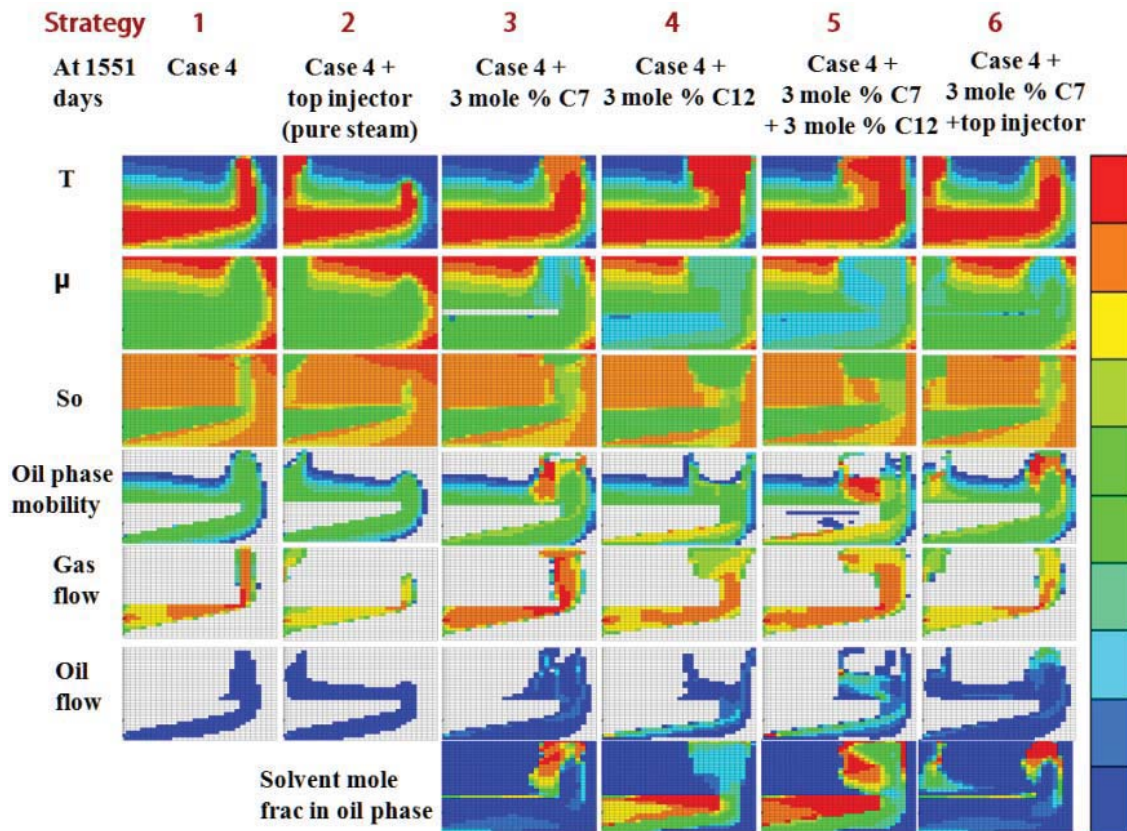 Strategy 1 2 3 4 5 6
At 1551 days
Case 4
Case 4 +
top injector
(pure steam)
Case 4 +
3 mole % C7
Case 4 +
3 mole % C12
Case 4 +
3 mole % C7
+ 3 mole % C12
Case 4 +
3 mole % C7
+top injector
T
μ
So
Oil phase
mobility
Gas
flow
Oil
flow
Solvent mole
frac in oil phase